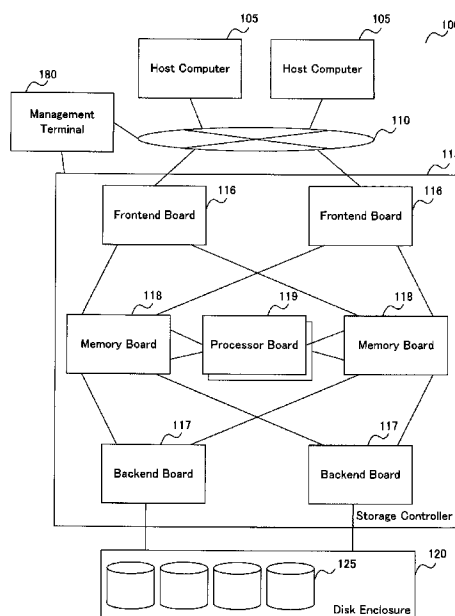 105
105
100
Host Computer
Host Computer
180
Management
Terminal
110
116
116
Frontend Board
Frontend Board
118
119
118
Memory Board
Processor Board
Memory Board
117
117
Backend Board
Backend Board
Storage Controller
120
125
Disk Enclosure